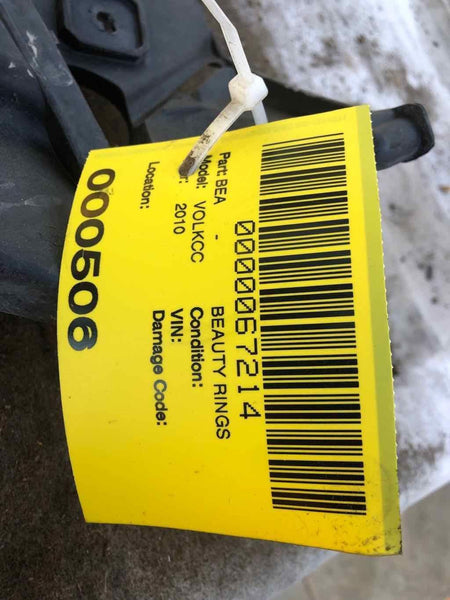 0000067214
Part: BEA - BEAUTY RINGS
Model: VOLKCC Condition:
2010 VIN:
Damage Code:
Location:
000506